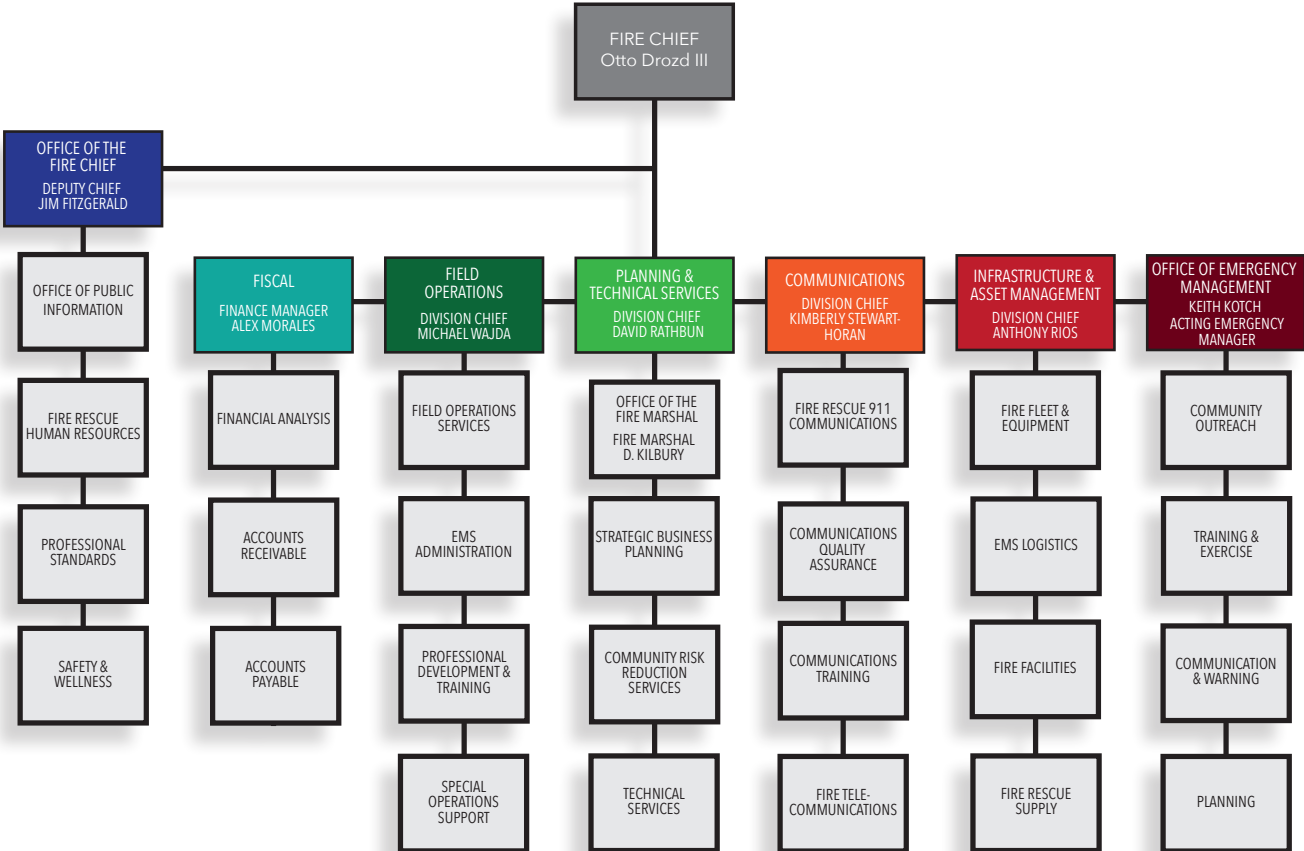 FIRE CHIEF
Otto Drozd III
OFFICE OF THE
FIRE CHIEF
DEPUTY CHIEF
JIM FITZGERALD
OFFICE OF PUBLIC
INFORMATION
FIRE RESCUE
HUMAN RESOURCES
PROFESSIONAL
STANDARDS
SAFETY &
WELLNESS
FISCAL
FINANCE MANAGER
ALEX MORALES
FINANCIAL ANALYSIS
ACCOUNTS
RECEIVABLE
ACCOUNTS
PAYABLE
FIELD
OPERATIONS
DIVISION CHIEF
MICHAEL WAJDA
FIELD OPERATIONS
SERVICES
EMS
ADMINISTRATION
PROFESSIONAL
DEVELOPMENT &
TRAINING
SPECIAL
OPERATIONS
SUPPORT
PLANNING &
TECHNICAL SERVICES
DIVISION CHIEF
DAVID RATHBUN
OFFICE OF THE
FIRE MARSHAL
FIRE MARSHAL
D. KILBURY
STRATEGIC BUSINESS
PLANNING
COMMUNITY RISK
REDUCTION
SERVICES
TECHNICAL
SERVICES
COMMUNICATIONS
DIVISION CHIEF
KIMBERLY STEWART-
HORAN
FIRE RESCUE 911
COMMUNICATIONS
COMMUNICATIONS
QUALITY
ASSURANCE
COMMUNICATIONS
TRAINING
FIRE TELE-
COMMUNICATIONS
INFRASTRUCTURE &
ASSET MANAGEMENT
DIVISION CHIEF
ANTHONY RIOS
FIRE FLEET &
EQUIPMENT
EMS LOGISTICS
FIRE FACILITIES
FIRE RESCUE
SUPPLY
OFFICE OF EMERGENCY
MANAGEMENT
KEITH KOTCH
ACTING EMERGENCY
MANAGER
COMMUNITY
OUTREACH
TRAINING &
EXERCISE
COMMUNICATION
& WARNING
PLANNING